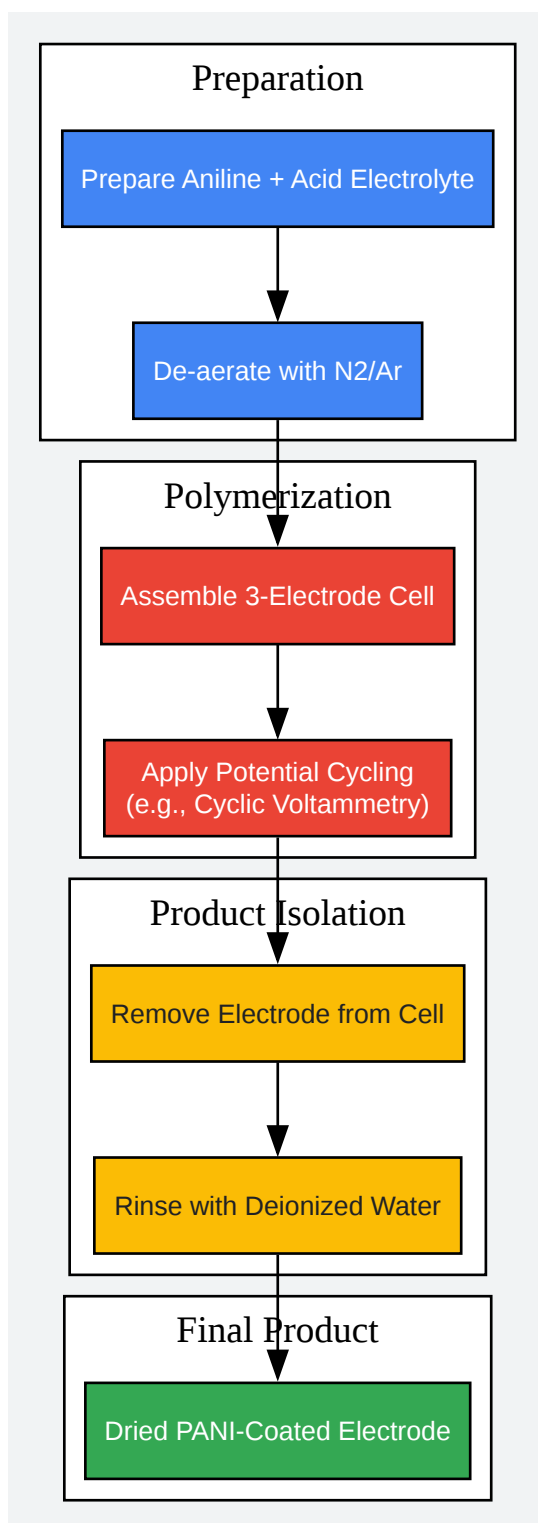 Preparation
Prepare Aniline + Acid Electrolyte
De-aerate with N2/Ar
Polymerization
Assemble 3-Electrode Cell
Apply Potential Cycling
(e.g., Cyclic Voltammetry)
Product Isolation
Remove Electrode from Cell
Rinse with Deionized Water
Final Product
Dried PANI-Coated Electrode